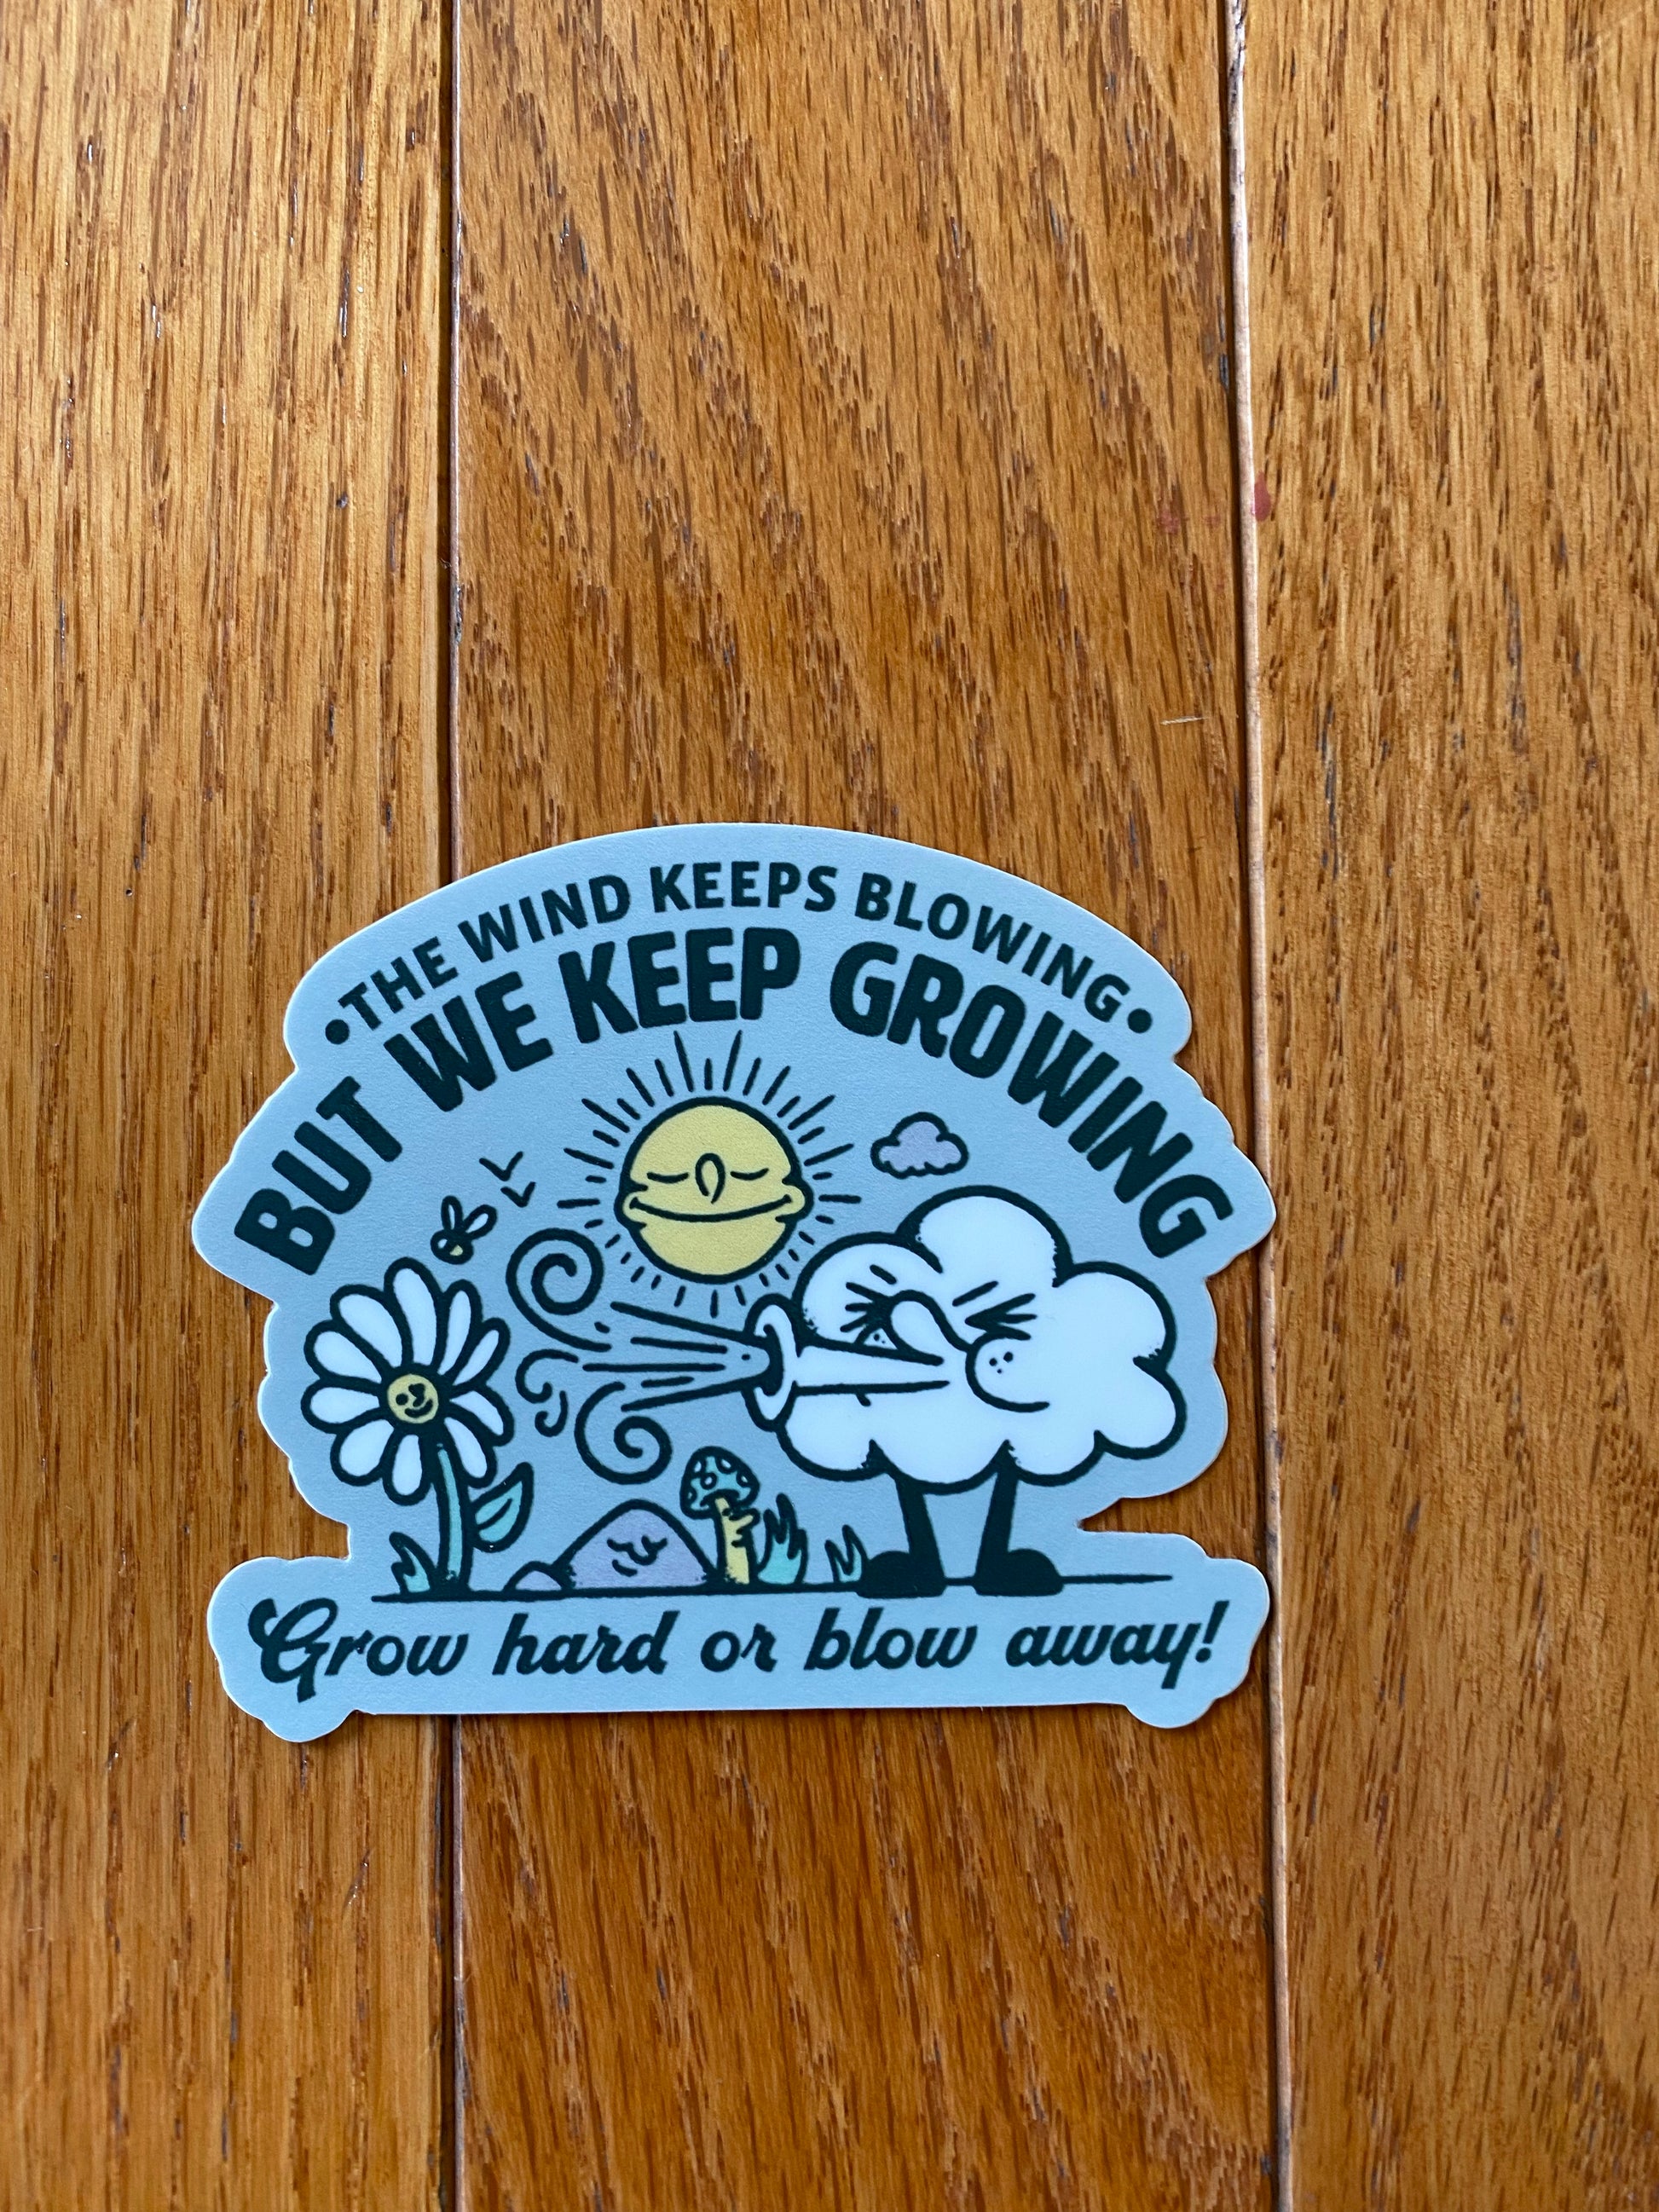 •THE WIND KEEPS BLOWING•
BUT WE KEEP GROWING
Grow hard or blow away!